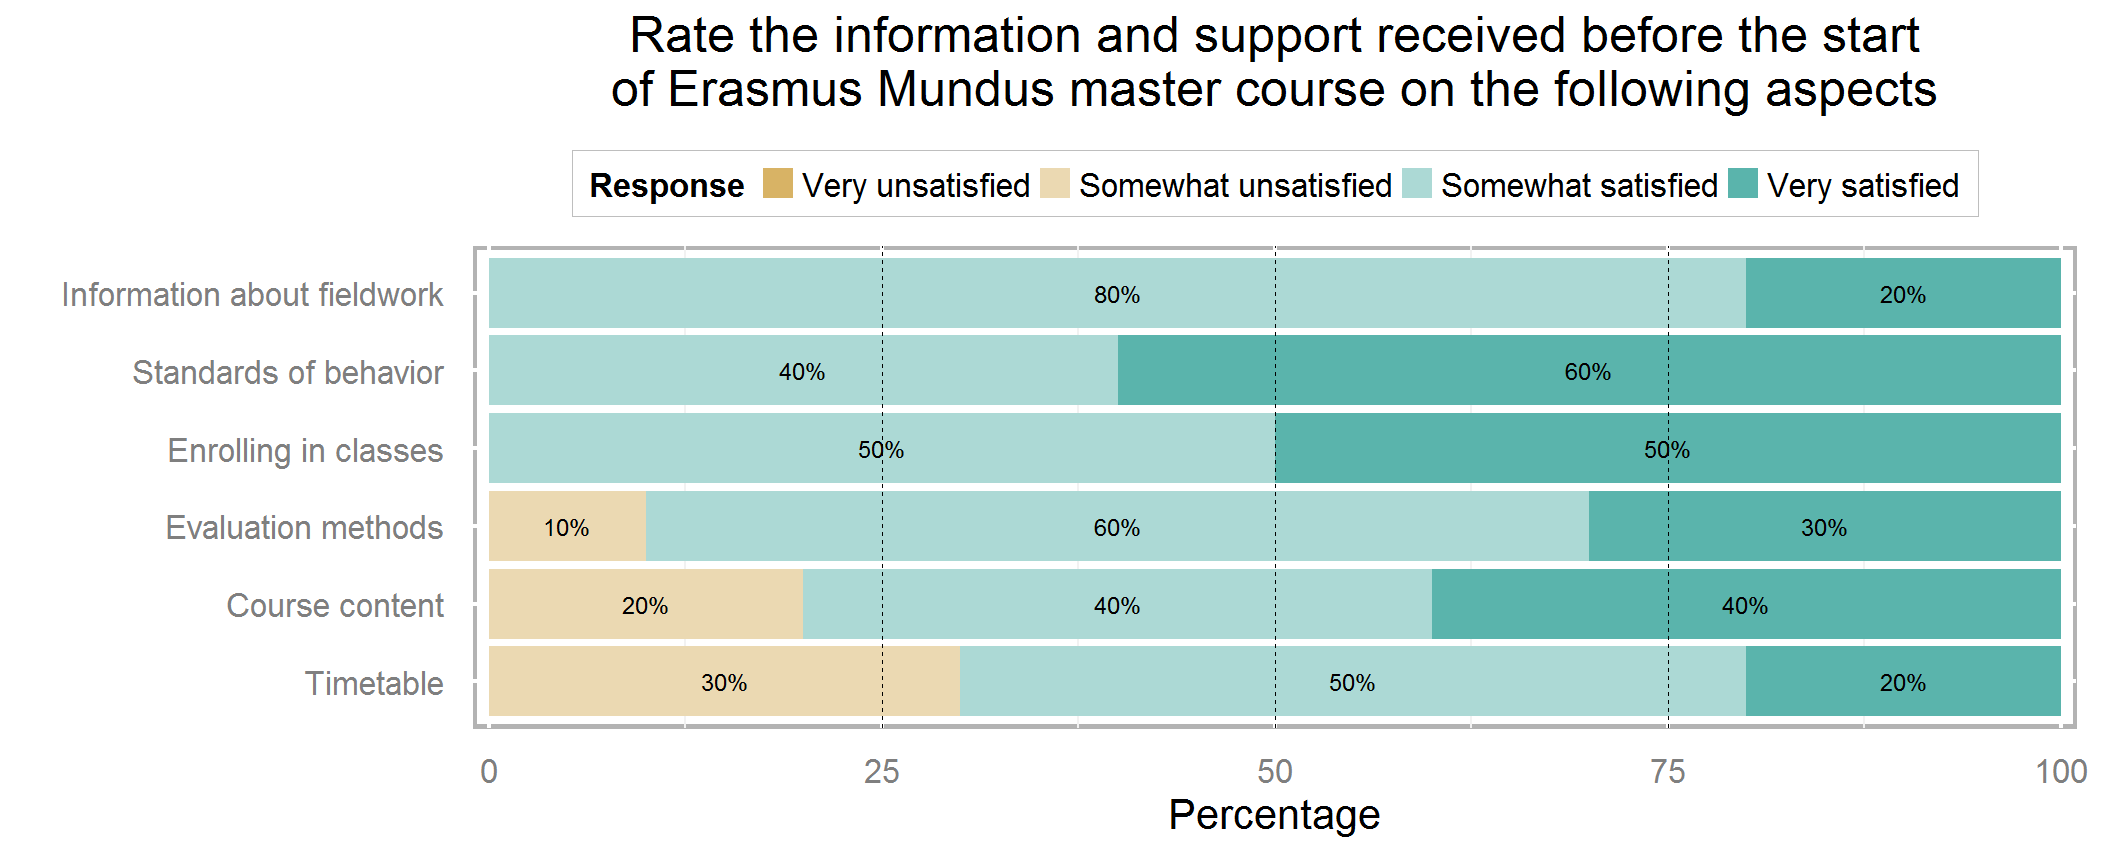 Rate the information and support received before the start
of Erasmus Mundus master course on the following aspects
Response Very unsatisfied Somewhat unsatisfied Somewhat satisfied Very satisfied
Information about fieldwork 80% 20%
Standards of behavior 40% 60%
Enrolling in classes 50% 50%
Evaluation methods 10% 60% 30%
Course content 20% 40% 40%
Timetable 30% 50% 20%
0 25 50 75 100
Percentage